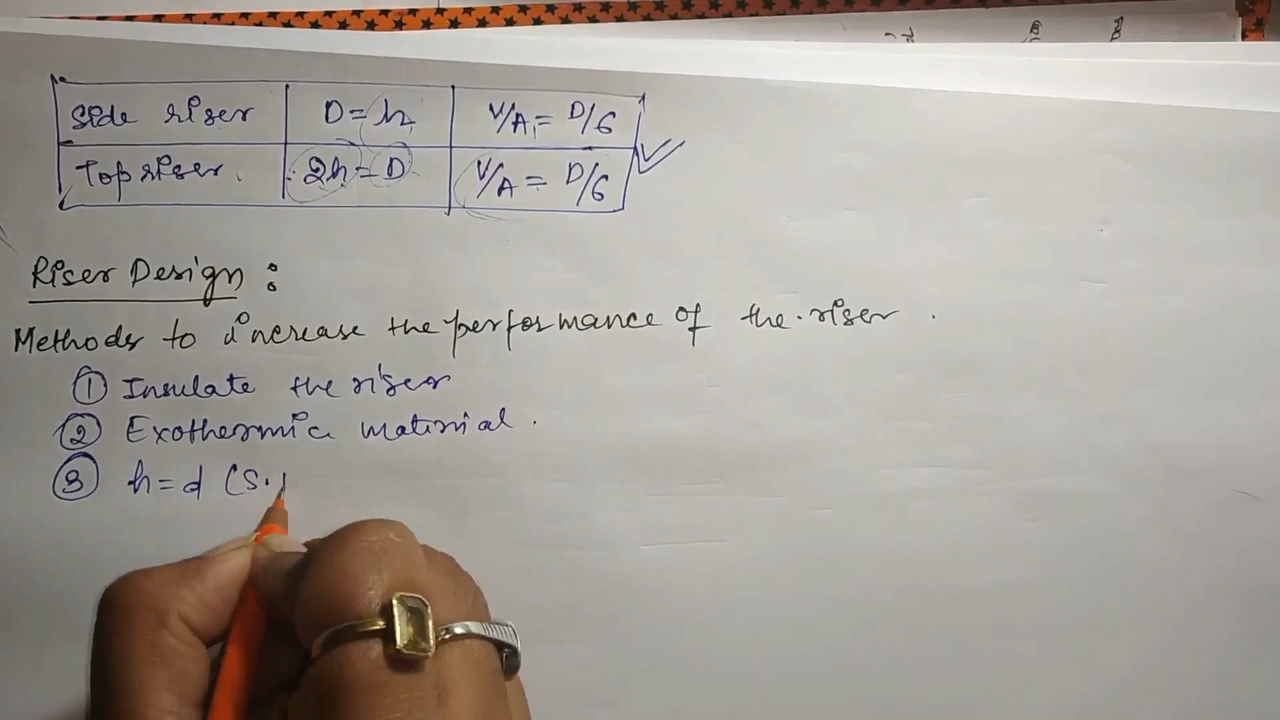 Side riser D=h V/A = D/6
Top riser. 2h=D V/A = D/6
Riser Design :
Methods to increase the performance of the riser .
① Insulate the riser
② Exothermic material .
③ h=d (S.